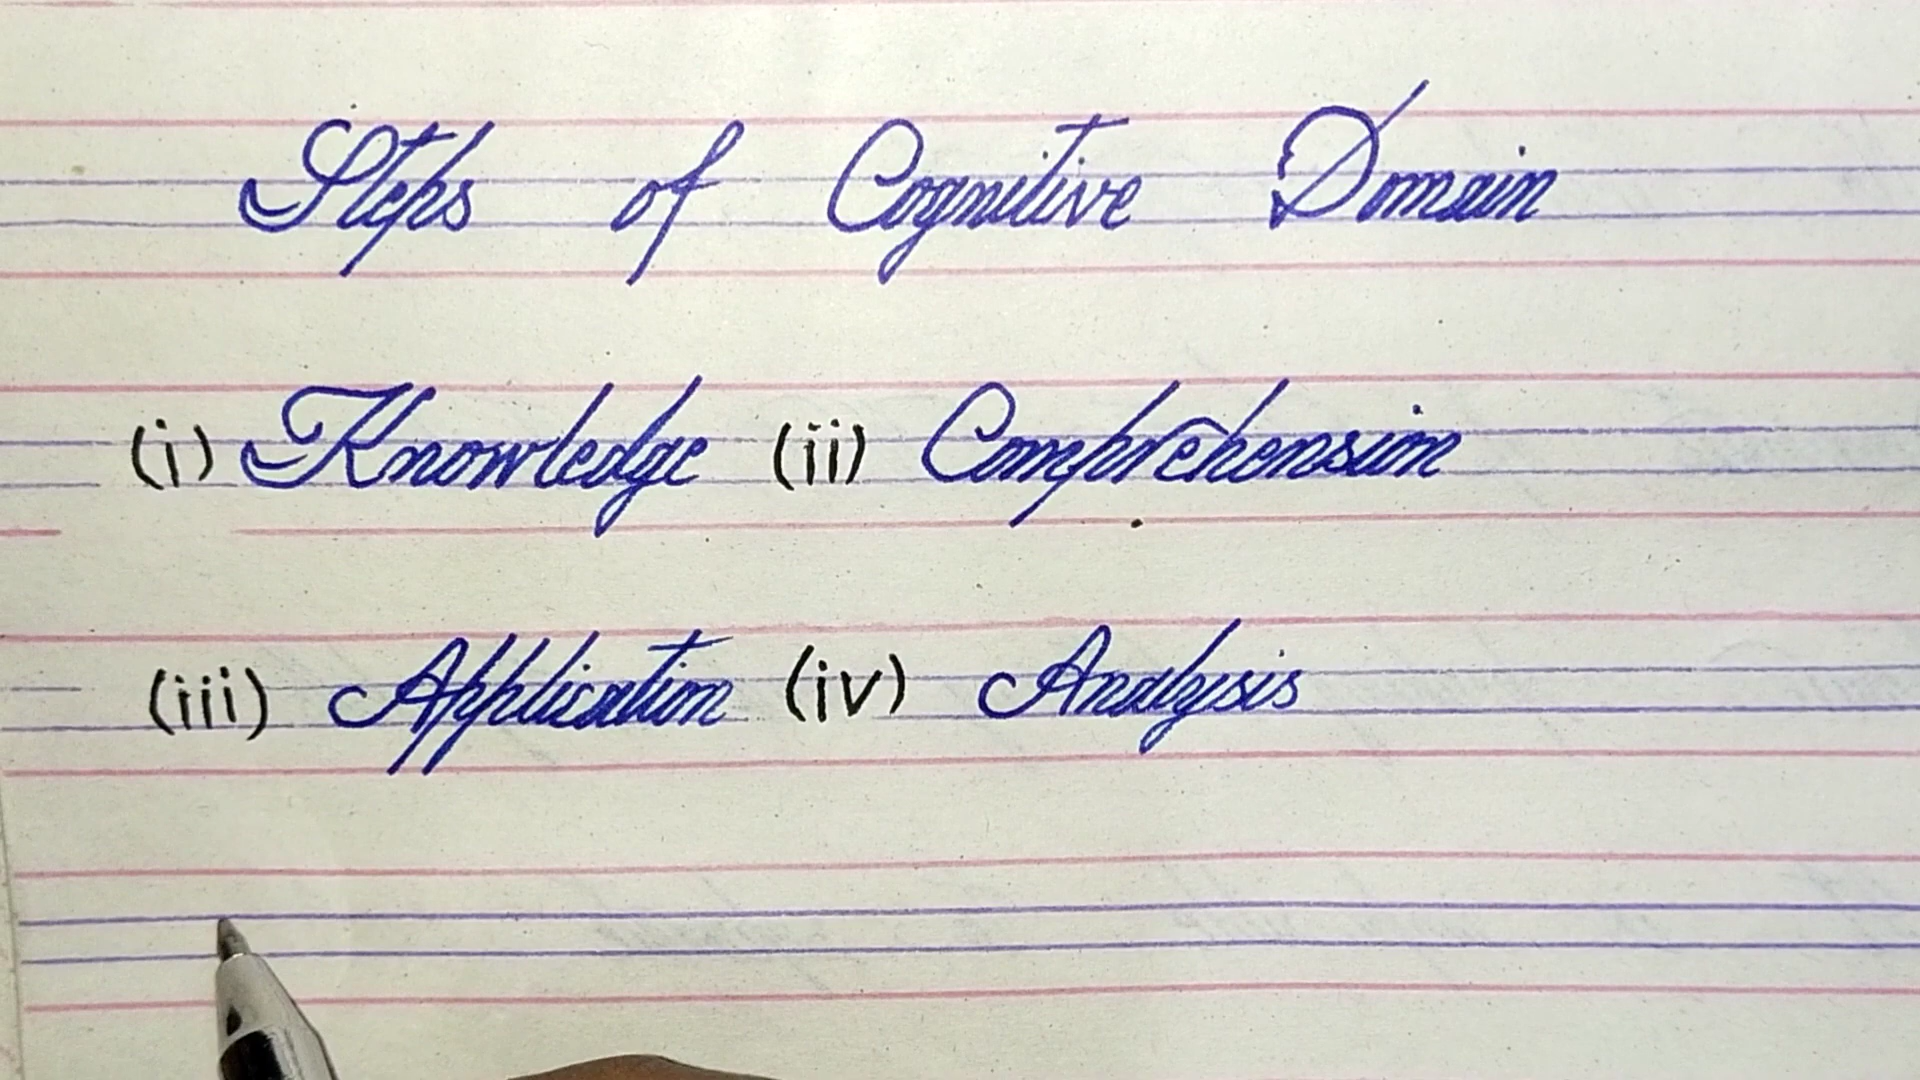 Steps of Cognitive Domain
(i) Knowledge (ii) Comprehension
(iii) Application (iv) Analysis